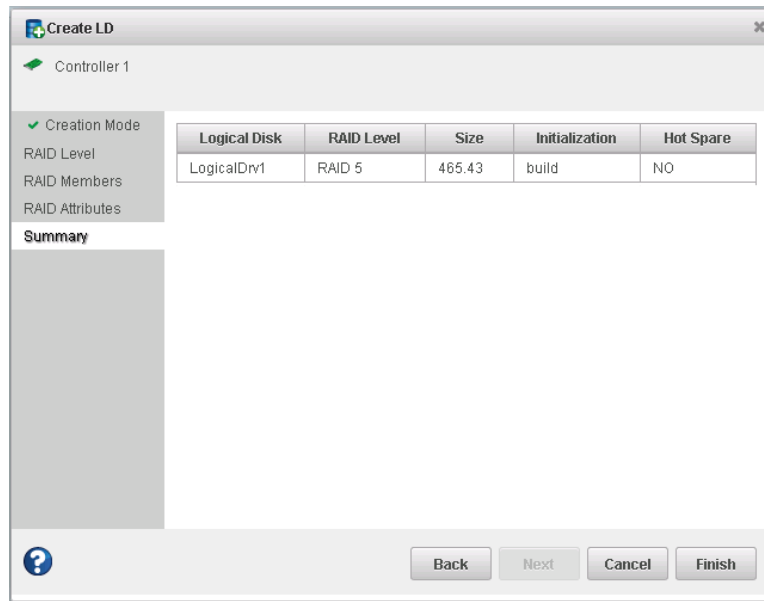 Create LD
Controller 1
Creation Mode
RAID Level
RAID Members
RAID Attributes
Summary
Logical Disk RAID Level Size Initialization Hot Spare
LogicalDrv1 RAID 5 465.43 build NO
Back Next Cancel Finish